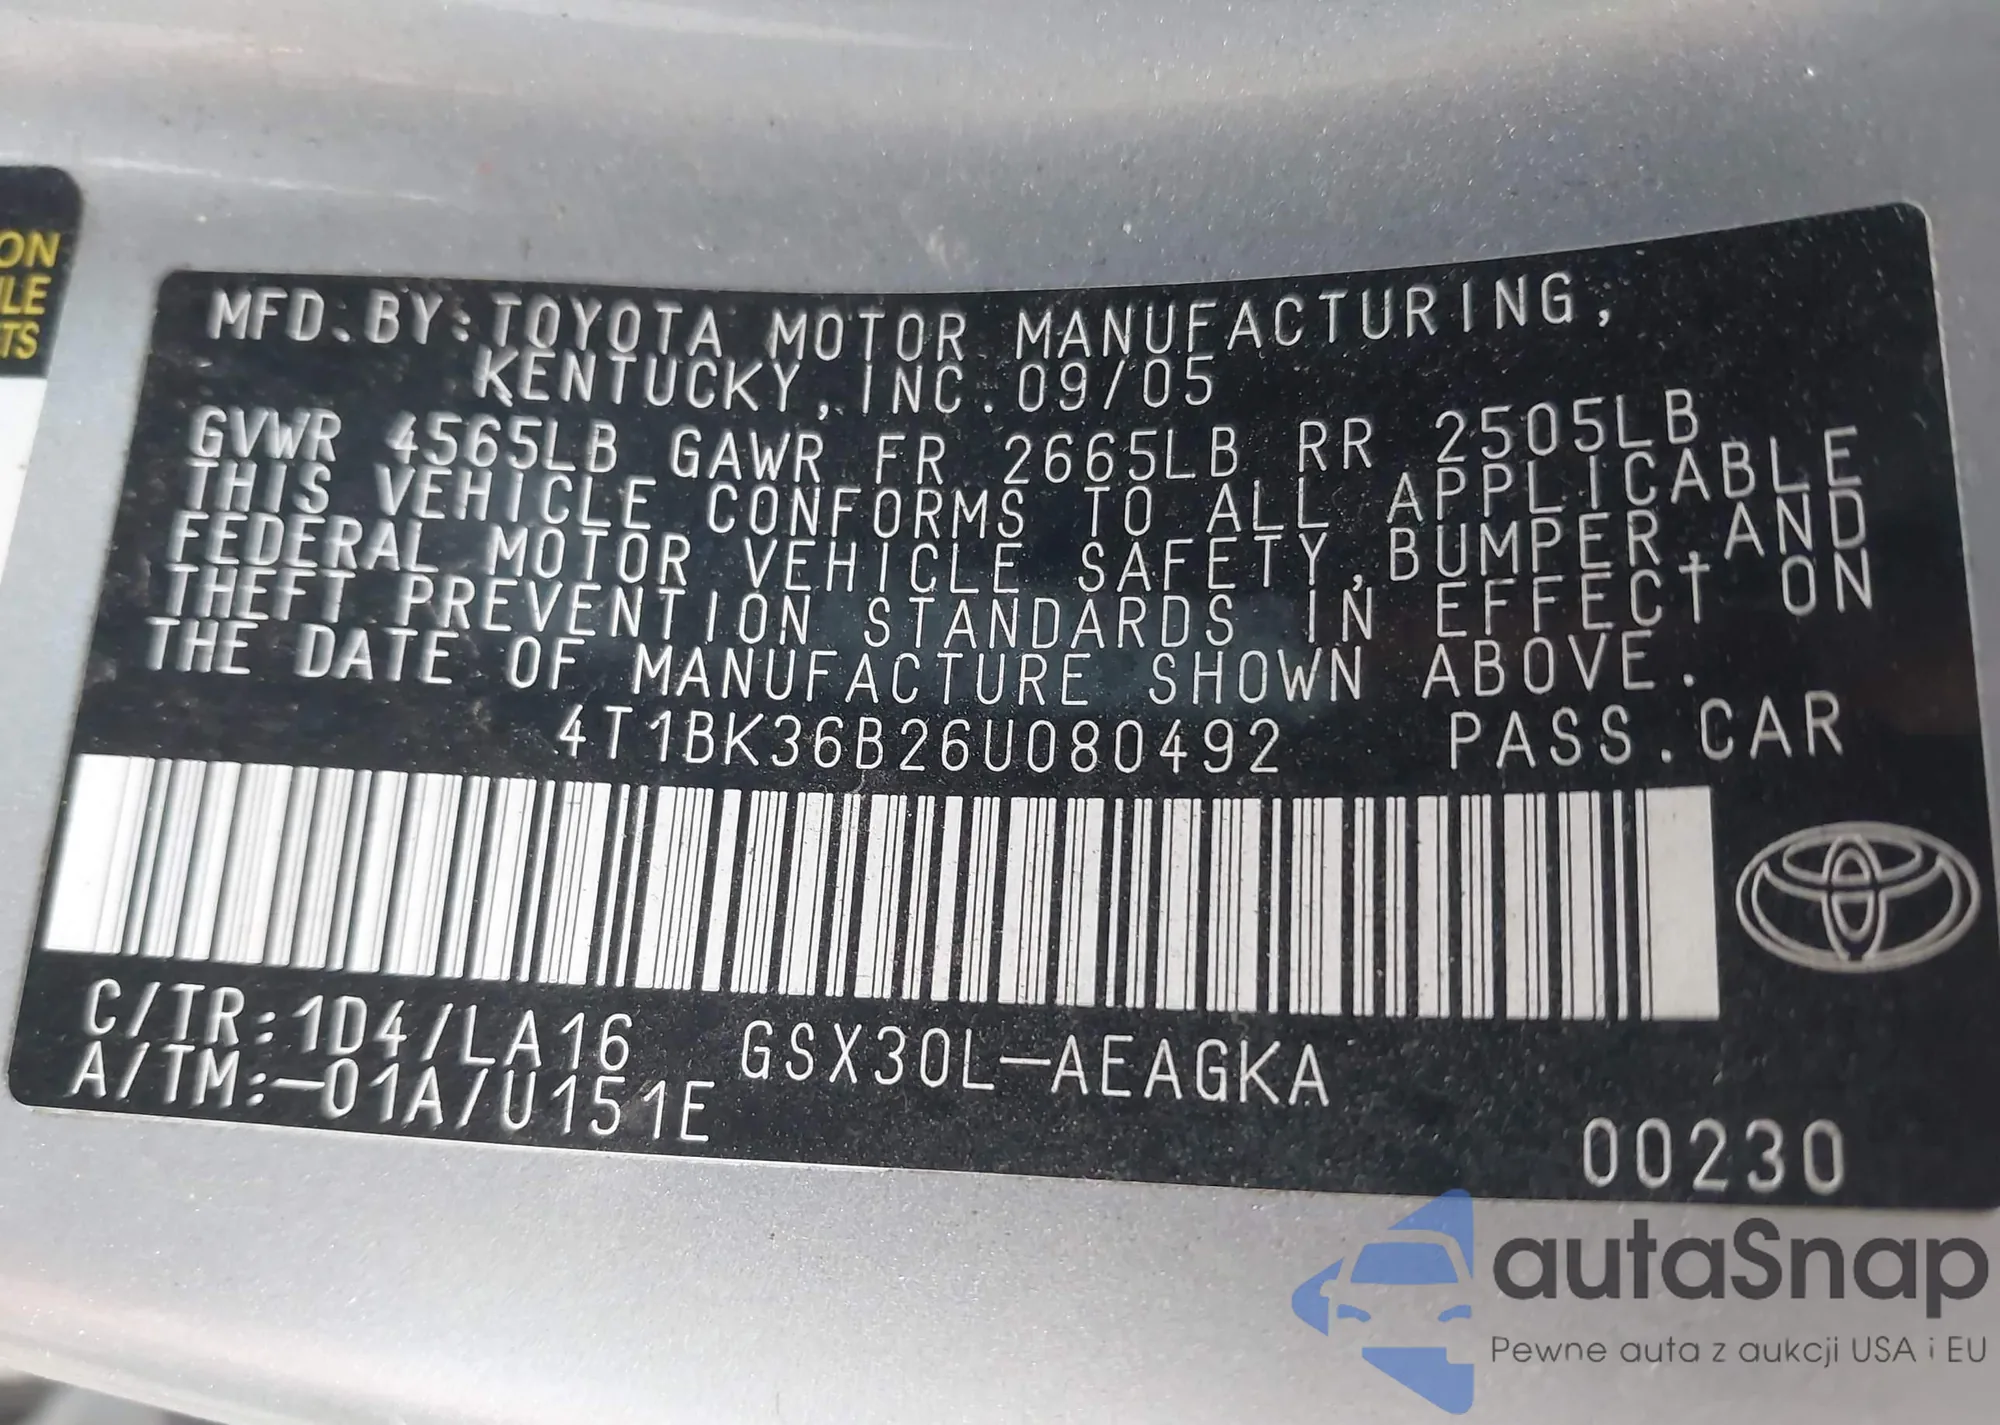 ON
LE
TS
MFD. BY: TOYOTA MOTOR MANUFACTURING,
KENTUCKY, INC. 09/05
GVWR 4565LB GAWR FR 2665LB RR 2505LB
THIS VEHICLE CONFORMS TO ALL APPLICABLE
FEDERAL MOTOR VEHICLE SAFETY, BUMPER, AND
THEFT PREVENTION STANDARDS IN EFFECT ON
THE DATE OF MANUFACTURE SHOWN ABOVE.
4T1BK36B26U080492 PASS. CAR
C/TR: 1D4/LA16 GSX30L-AEAGKA
A/TM: -01A/U151E
00230
autaSnap
Pewne auta z aukcji USA i EU